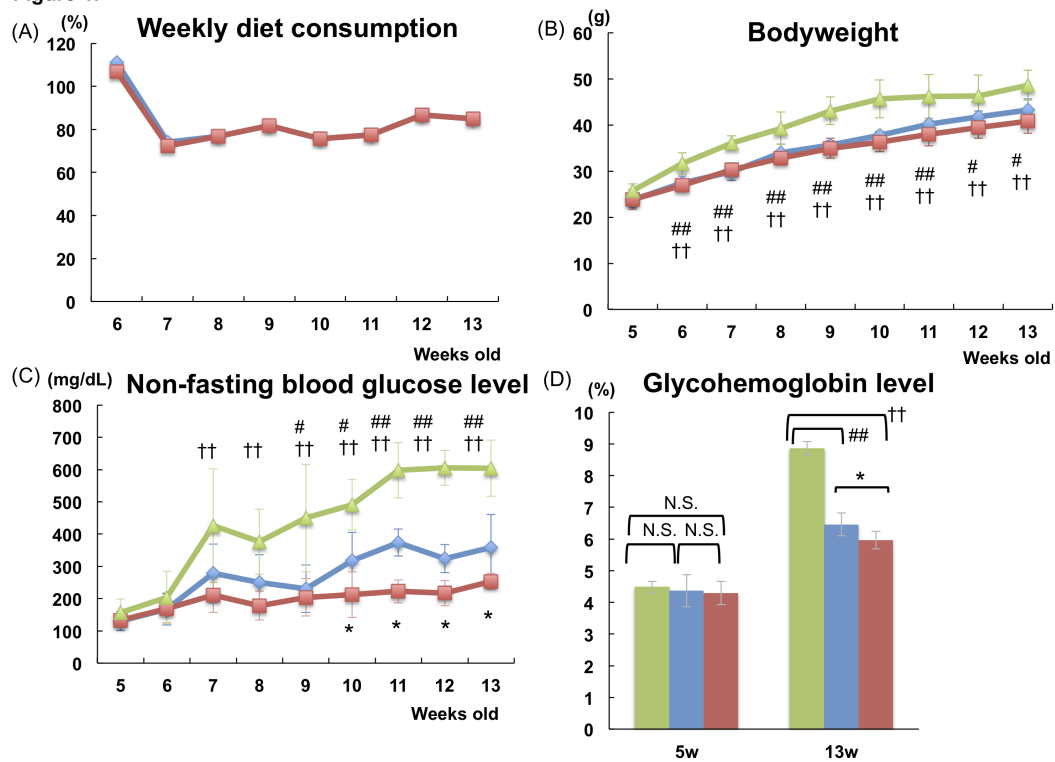 (A) (%) Weekly diet consumption
120
100
80
60
40
20
0
6 7 8 9 10 11 12 13
Weeks old
(B) (g) Bodyweight
60
50
40
30
20
10
0
## ## ## ## ## ## # #
†† †† †† †† †† †† †† ††
5 6 7 8 9 10 11 12 13
Weeks old
(C) (mg/dL) Non-fasting blood glucose level
800
700
600
500
400
300
200
100
0
# # ## ## ##
†† †† †† †† †† †† ††
* * * *
5 6 7 8 9 10 11 12 13
Weeks old
(D) (%) Glycohemoglobin level
10
9
8
7
6
5
4
3
2
1
0
N.S.
N.S. N.S.
††
##
*
5w 13w